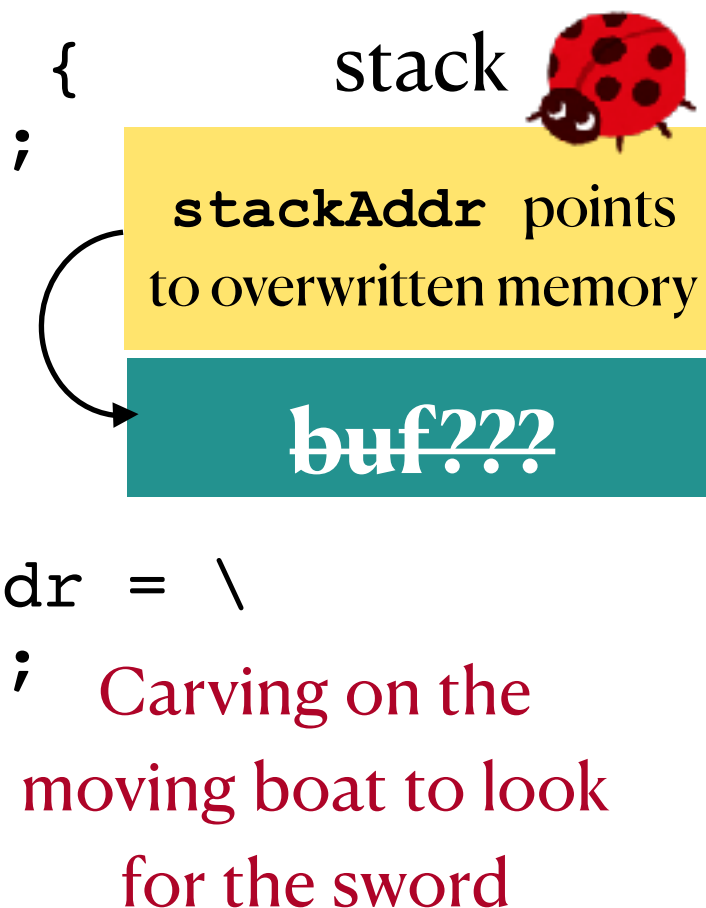 { stack
;
stackAddr points
to overwritten memory
buf???
dr = \
;
Carving on the
moving boat to look
for the sword